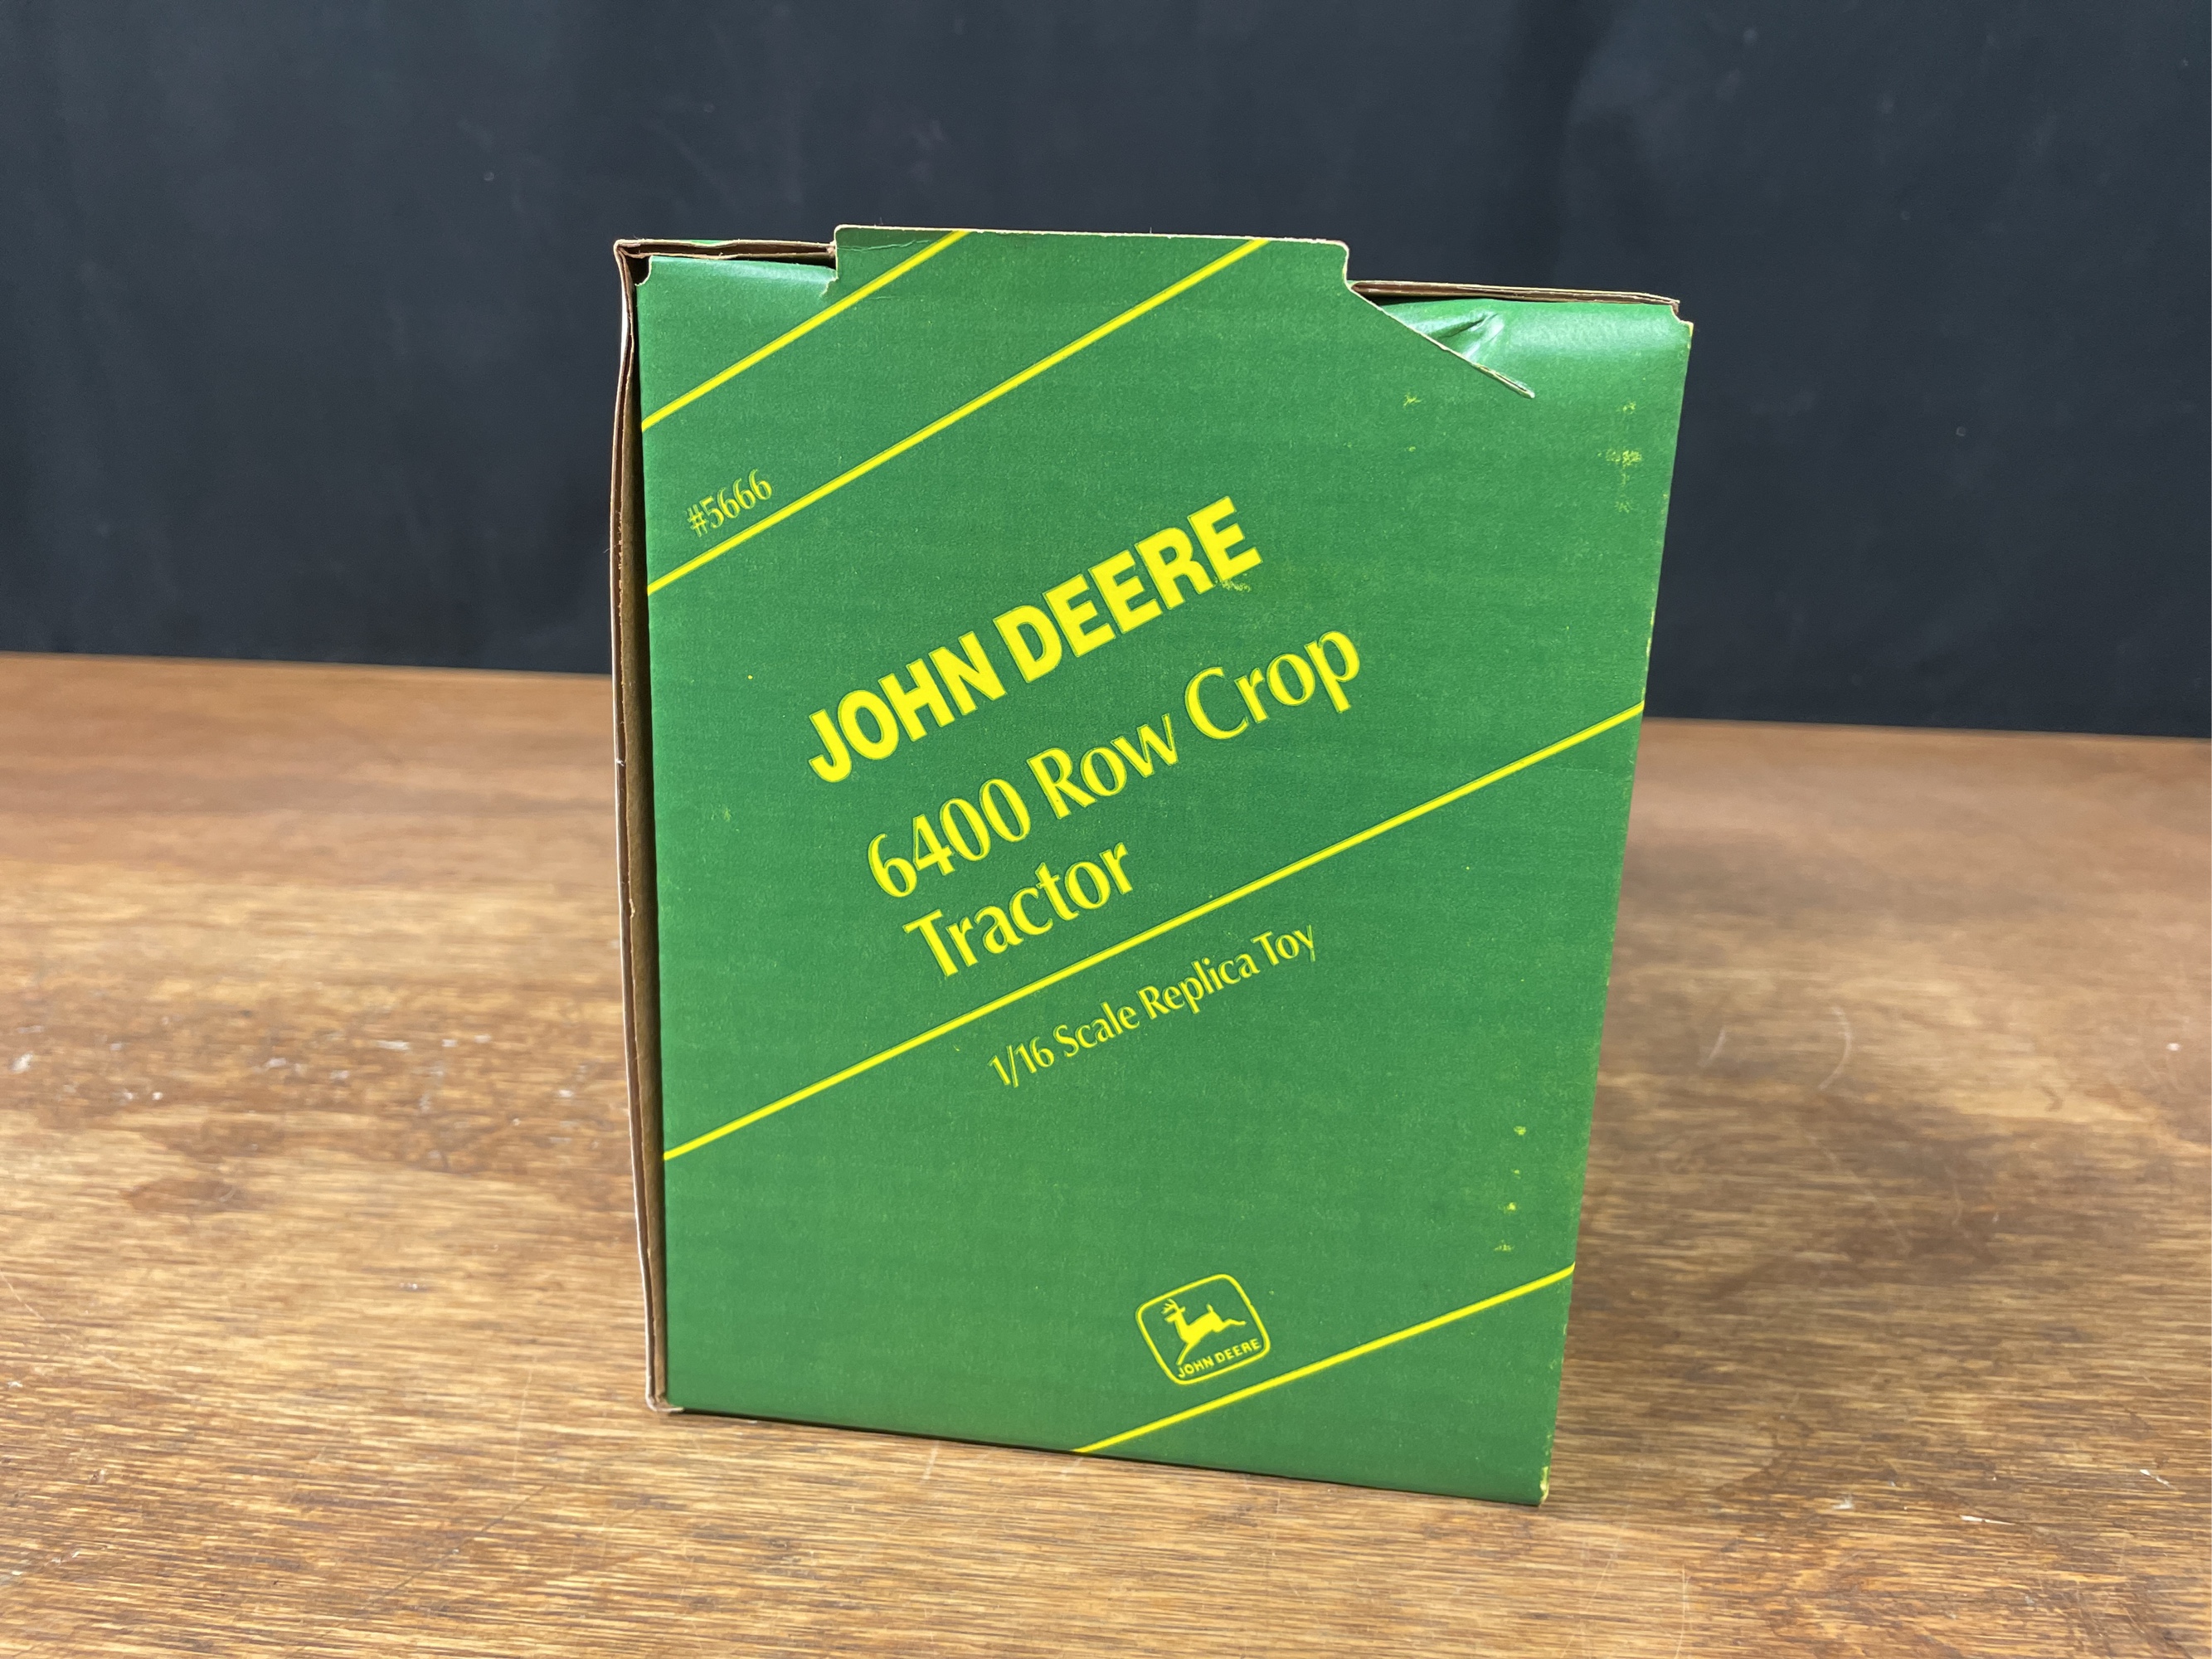 #5666
JOHN DEERE
6400 Row Crop
Tractor
1/16 Scale Replica Toy
JOHN DEERE